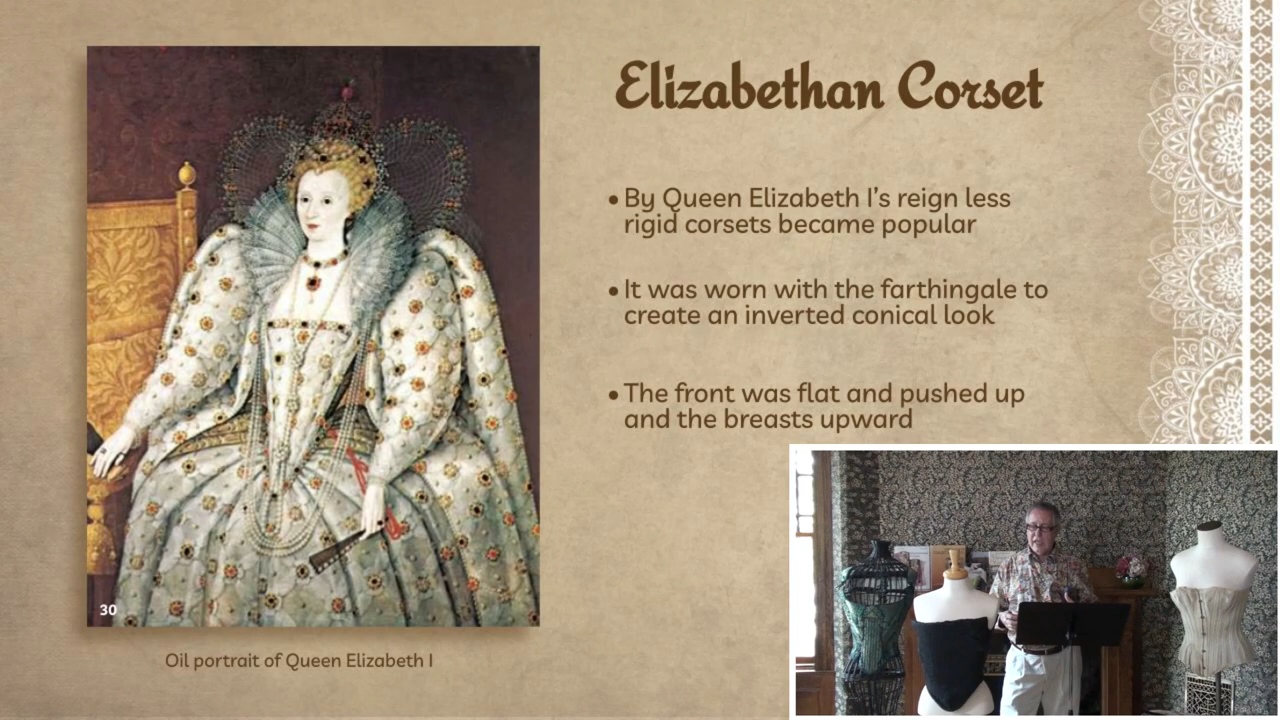 Elizabethan Corset
• By Queen Elizabeth I's reign less
rigid corsets became popular
• It was worn with the farthingale to
create an inverted conical look
• The front was flat and pushed up
and the breasts upward
30
Oil portrait of Queen Elizabeth I